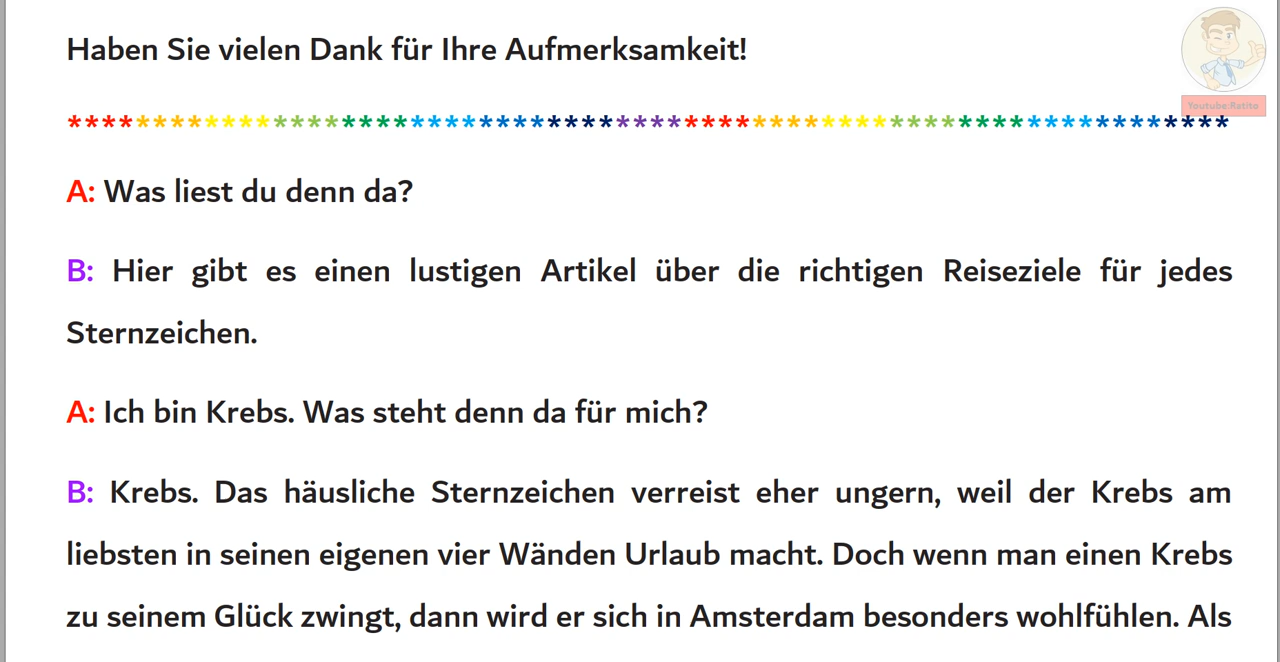 Haben Sie vielen Dank für Ihre Aufmerksamkeit!
Youtube:Ratito
********************************************************************
A: Was liest du denn da?
B: Hier gibt es einen lustigen Artikel über die richtigen Reiseziele für jedes
Sternzeichen.
A: Ich bin Krebs. Was steht denn da für mich?
B: Krebs. Das häusliche Sternzeichen verreist eher ungern, weil der Krebs am
liebsten in seinen eigenen vier Wänden Urlaub macht. Doch wenn man einen Krebs
zu seinem Glück zwingt, dann wird er sich in Amsterdam besonders wohlfühlen. Als